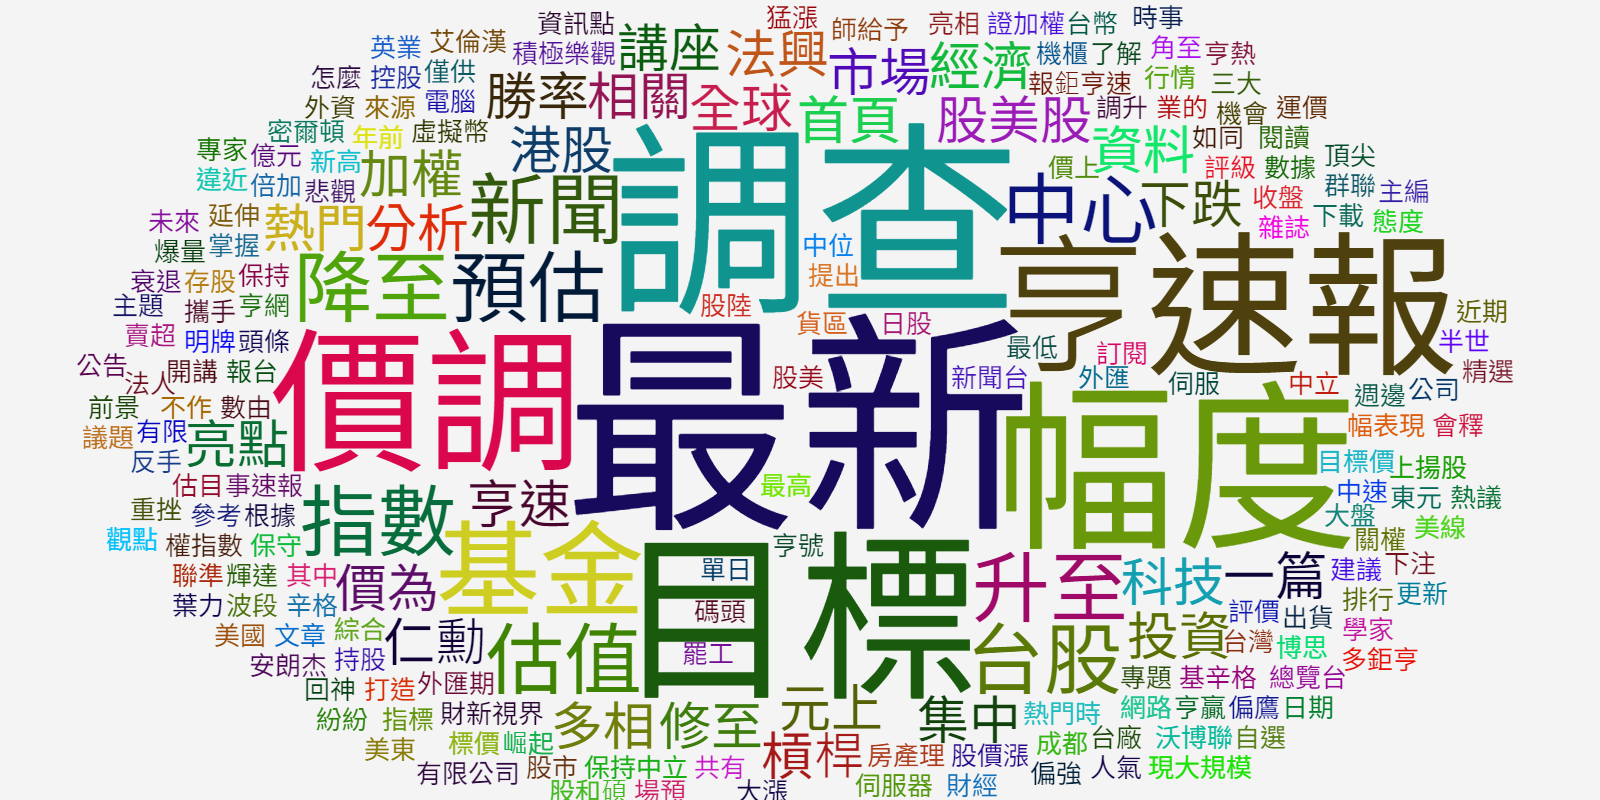 資訊點 猛漲 師給予 亮相 證加權 台幣 時事
英業 艾倫漢 積極樂觀 講座 法興 市場 經濟 機櫃 了解 角至 亨熱
怎麼 控股 僅供 勝率 相關 全球 首頁 股美股 報鉅亨速 行情 三大
外資 來源 電腦 調升 業的 機會 運價
密爾頓 年前 虛擬幣 港股 資料 如同 閱讀
專家 億元 新高 加權 調查 價上 評級 數據 頂尖
違近 倍加 悲觀 新聞 中心 下跌 收盤 群聯 主編
未來 延伸 熱門 分析 雜誌 下載 態度
爆量 掌握 中位 亨速報
衰退 存股 保持 降至 預估 提出
主題 攜手 亨網 股陸 近期
賣超 明牌 頭條 貨區 日股 最低 訂閱 半世
公告 法人 開講 報台 價調 最新 股美 新聞台 外匯 伺服 中立 週邊 公司 精選
前景 不作 數由 幅度 幅表現 會釋
議題 有限 亮點
反手 目標價 上揚股
估目 事速報 亨速 最高 中速 東元 熱議
重挫 參考 根據 指數 大盤 美線
觀點 權指數 保守 基金 亨號 關權
聯準 輝達 其中 價為 單日 目標 升至 科技 一篇 建議 下注
葉力 波段 辛格 碼頭 評價 出貨 排行 更新
美國 文章 綜合 仁勳 估值 罷工 台股 投資 台灣 博思 學家
安朗杰 持股 多鉅亨
回神 打造 外匯期 專題 基辛格 總覽台
紛紛 指標 財新視界 多相 修至 元上 集中 熱門時 網路 亨贏 偏鷹 日期
美東 標價 崛起 槓桿 房產理 股價漲 成都 台廠 沃博聯 自選
有限公司 股市 保持中立 共有 偏強 人氣 現大規模
股和碩 場預 大漲 伺服器 財經